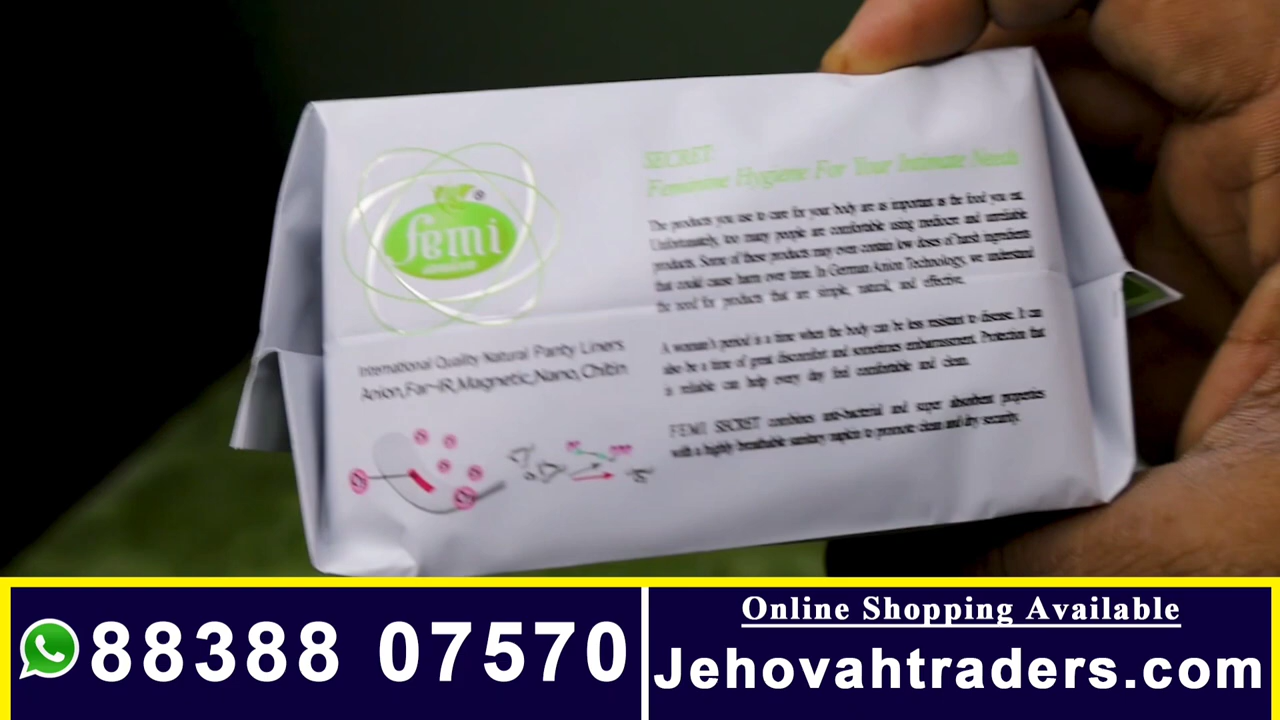 femi
®
SECRET
Feminine Hygiene For Your Intimate Needs
The products you use to care for your body are as important as the food you eat.
Unfortunately, too many people are comfortable using mediocre and unreliable
products. Some of these products may even contain low doses of harsh ingredients
that could cause harm over time. In German Anion Technology, we understand
the need for products that are simple, natural, and effective.
A woman's period is a time when the body can be less resistant to disease. It can
also be a time of great discomfort and sometimes embarrassment. Protection that
is reliable can help every day feel comfortable and clean.
FEMI SECRET combines anti-bacterial and super absorbent properties
with a highly breathable sanitary napkin to promote clean and dry security.
International Quality Natural Panty Liners
Anion,Far-IR,Magnetic,Nano,Chitin
88388 07570
Online Shopping Available
Jehovahtraders.com